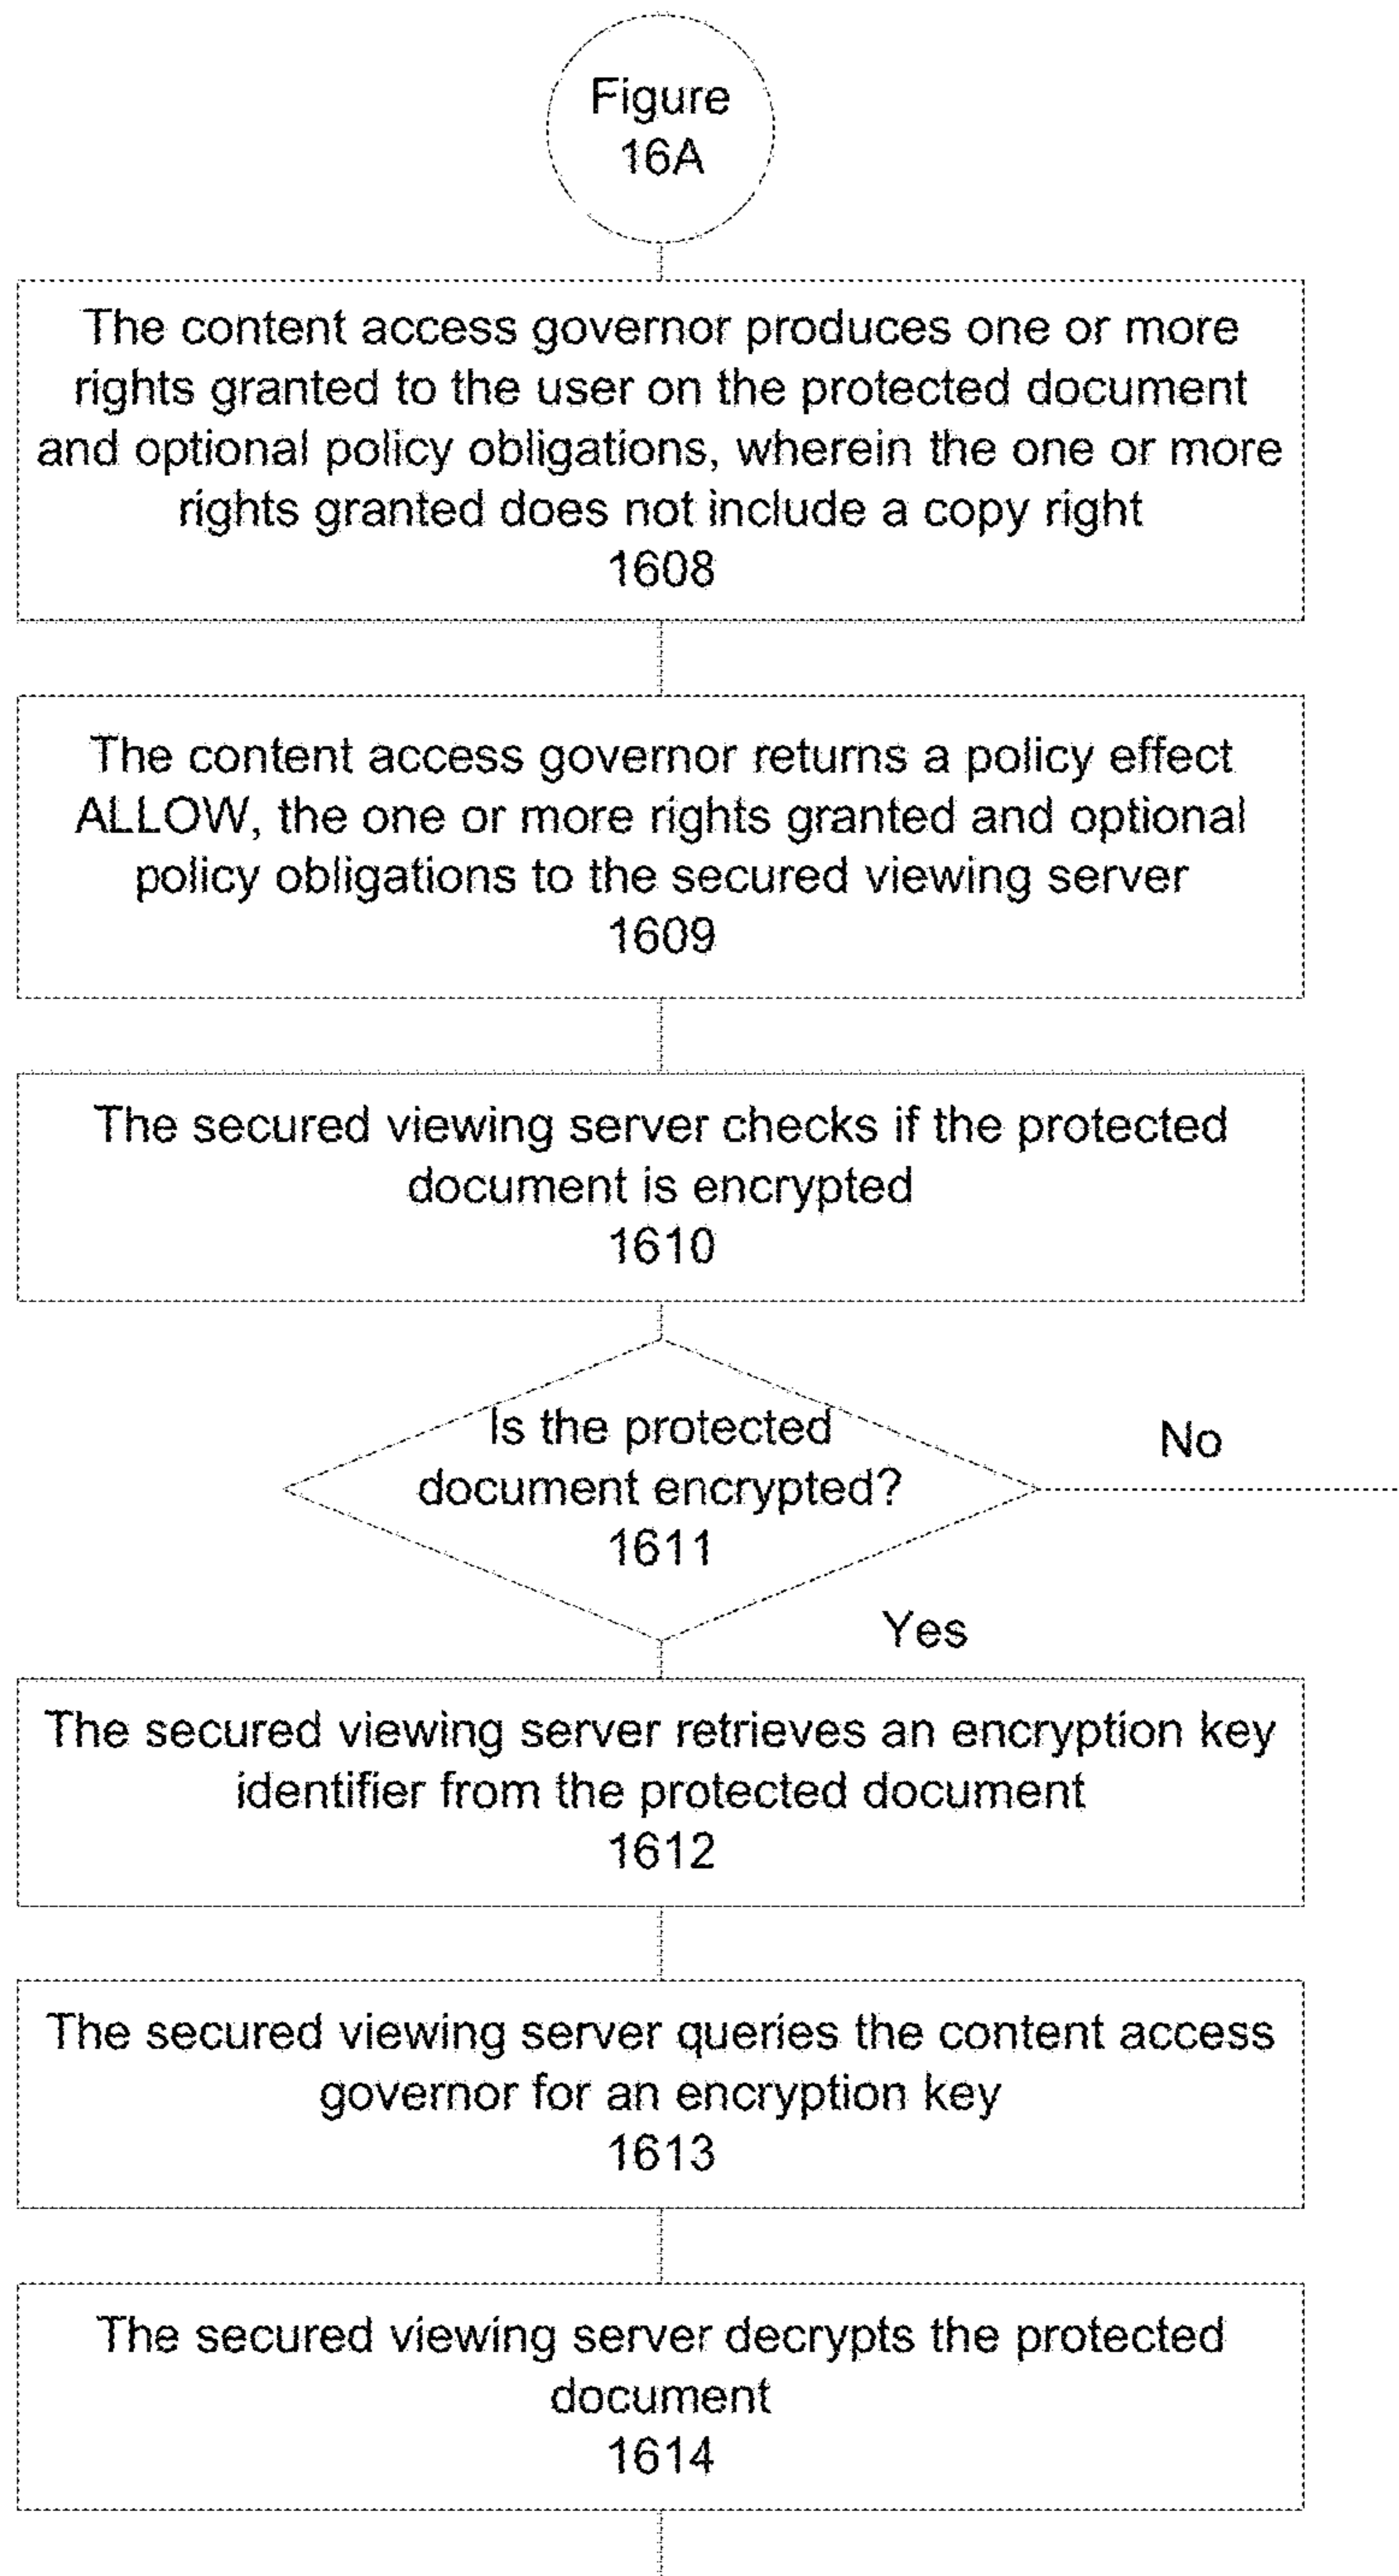 Figure
16A
The content access governor produces one or more
rights granted to the user on the protected document
and optional policy obligations, wherein the one or more
rights granted does not include a copy right
1608
The content access governor returns a policy effect
ALLOW, the one or more rights granted and optional
policy obligations to the secured viewing server
1609
The secured viewing server checks if the protected
document is encrypted
1610
Is the protected
document encrypted?
1611
No
Yes
The secured viewing server retrieves an encryption key
identifier from the protected document
1612
The secured viewing server queries the content access
governor for an encryption key
1613
The secured viewing server decrypts the protected
document
1614